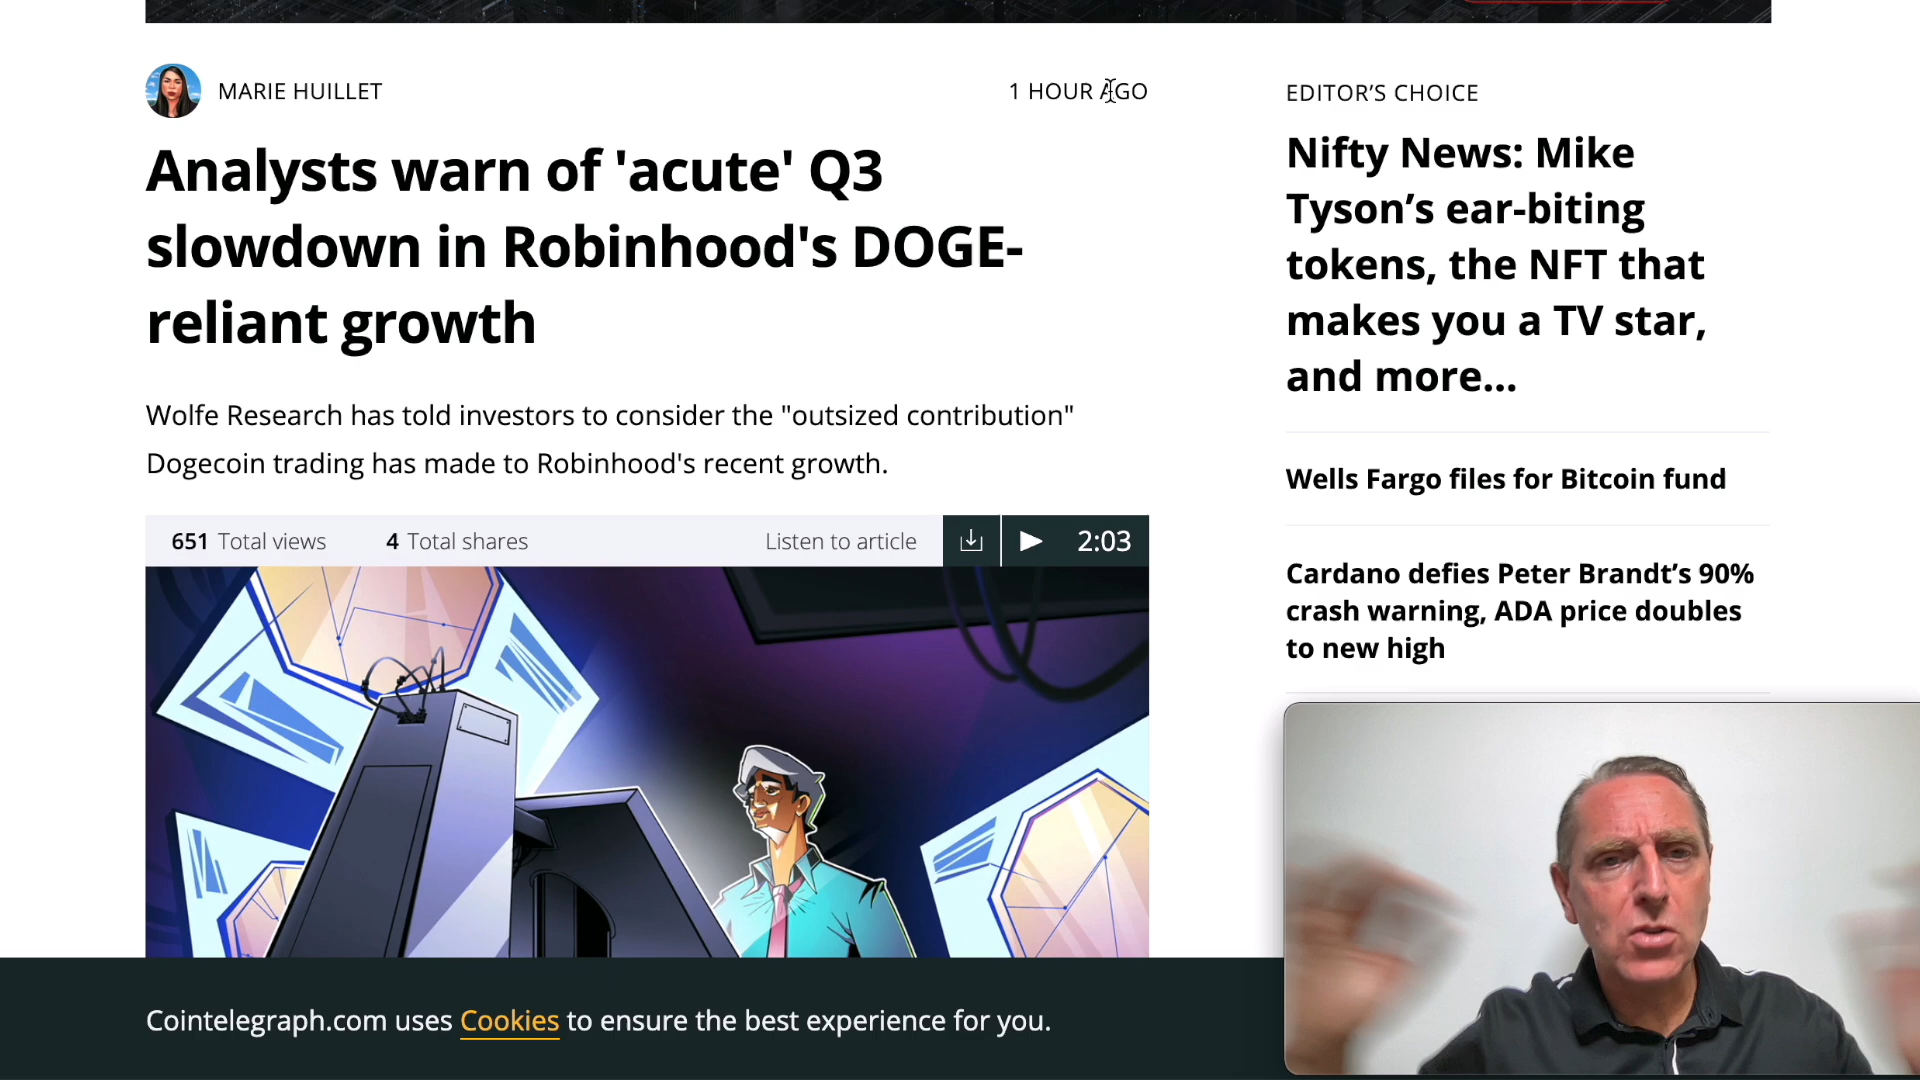 MARIE HUILLET
1 HOUR AGO
Analysts warn of 'acute' Q3
slowdown in Robinhood's DOGE-
reliant growth
Wolfe Research has told investors to consider the "outsized contribution"
Dogecoin trading has made to Robinhood's recent growth.
651 Total views 4 Total shares Listen to article 2:03
EDITOR’S CHOICE
Nifty News: Mike
Tyson’s ear-biting
tokens, the NFT that
makes you a TV star,
and more...
Wells Fargo files for Bitcoin fund
Cardano defies Peter Brandt’s 90%
crash warning, ADA price doubles
to new high
Cointelegraph.com uses Cookies to ensure the best experience for you.